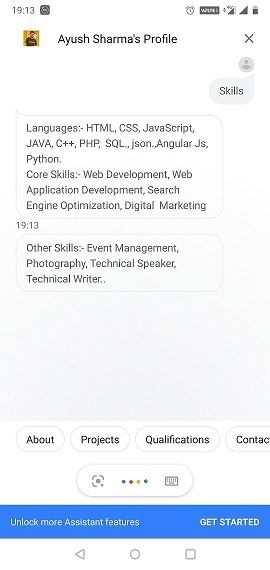 19:13
Ayush Sharma's Profile
Skills
Languages:- HTML, CSS, JavaScript,
JAVA, C++, PHP, SQL., json.,Angular Js,
Python.
Core Skills:- Web Development, Web
Application Development, Search
Engine Optimization, Digital Marketing
19:13
Other Skills:- Event Management,
Photography, Technical Speaker,
Technical Writer..
About Projects Qualifications Contac
Unlock more Assistant features GET STARTED